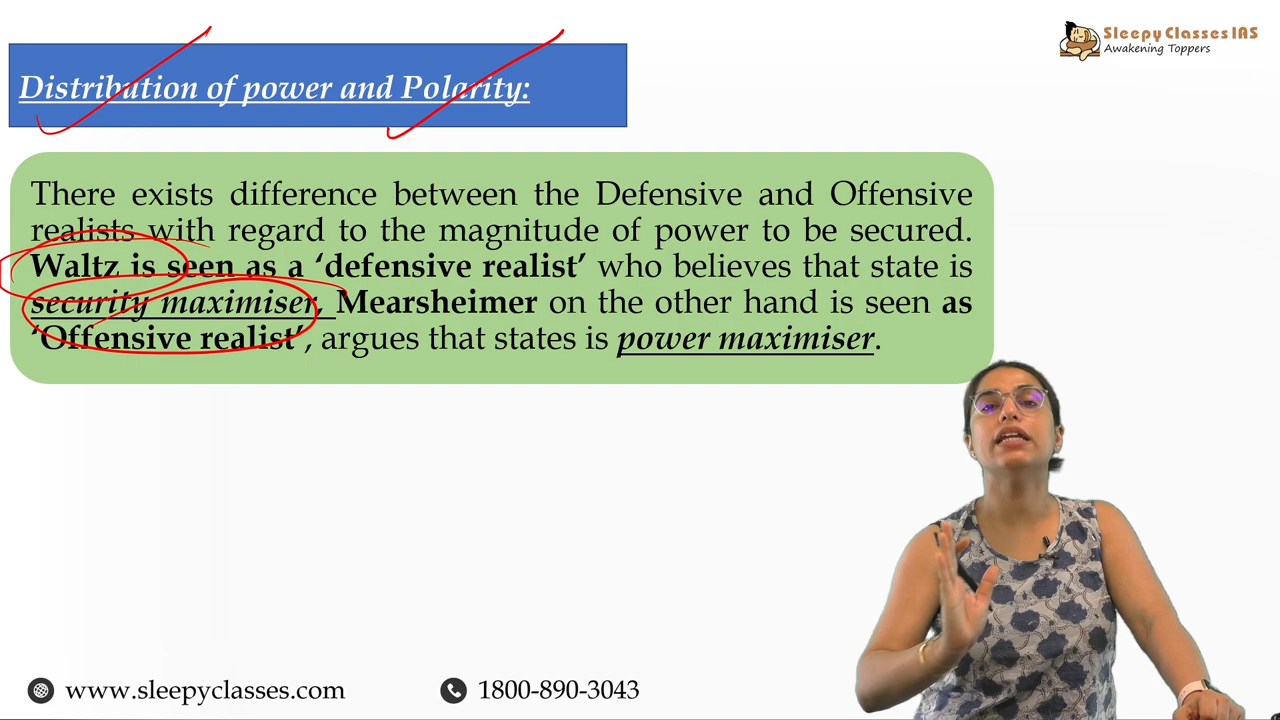 Sleepy Classes IAS
Awakening Toppers
Distribution of power and Polarity:
There exists difference between the Defensive and Offensive
realists with regard to the magnitude of power to be secured.
Waltz is seen as a ‘defensive realist’ who believes that state is
security maximiser, Mearsheimer on the other hand is seen as
‘Offensive realist’, argues that states is power maximiser.
www.sleepyclasses.com
1800-890-3043